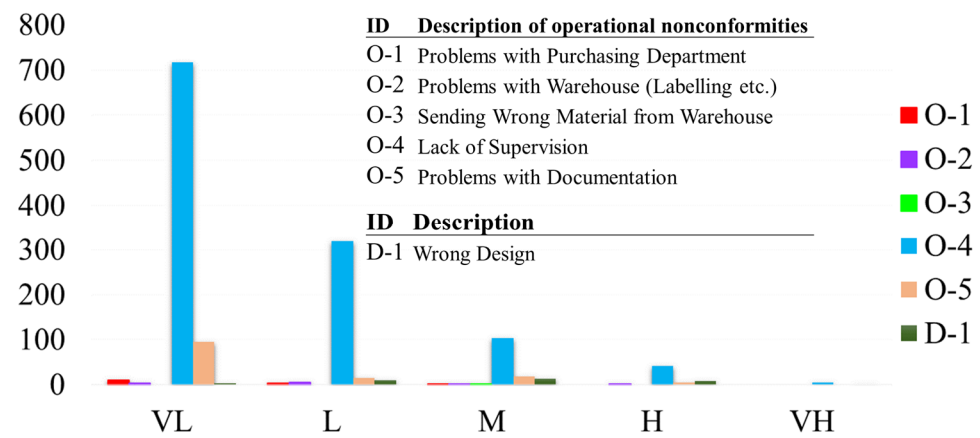 800
700
600
500
400
300
200
100
0
VL L M H VH
ID Description of operational nonconformities
O-1 Problems with Purchasing Department
O-2 Problems with Warehouse (Labelling etc.)
O-3 Sending Wrong Material from Warehouse
O-4 Lack of Supervision
O-5 Problems with Documentation
ID Description
D-1 Wrong Design
O-1
O-2
O-3
O-4
O-5
D-1